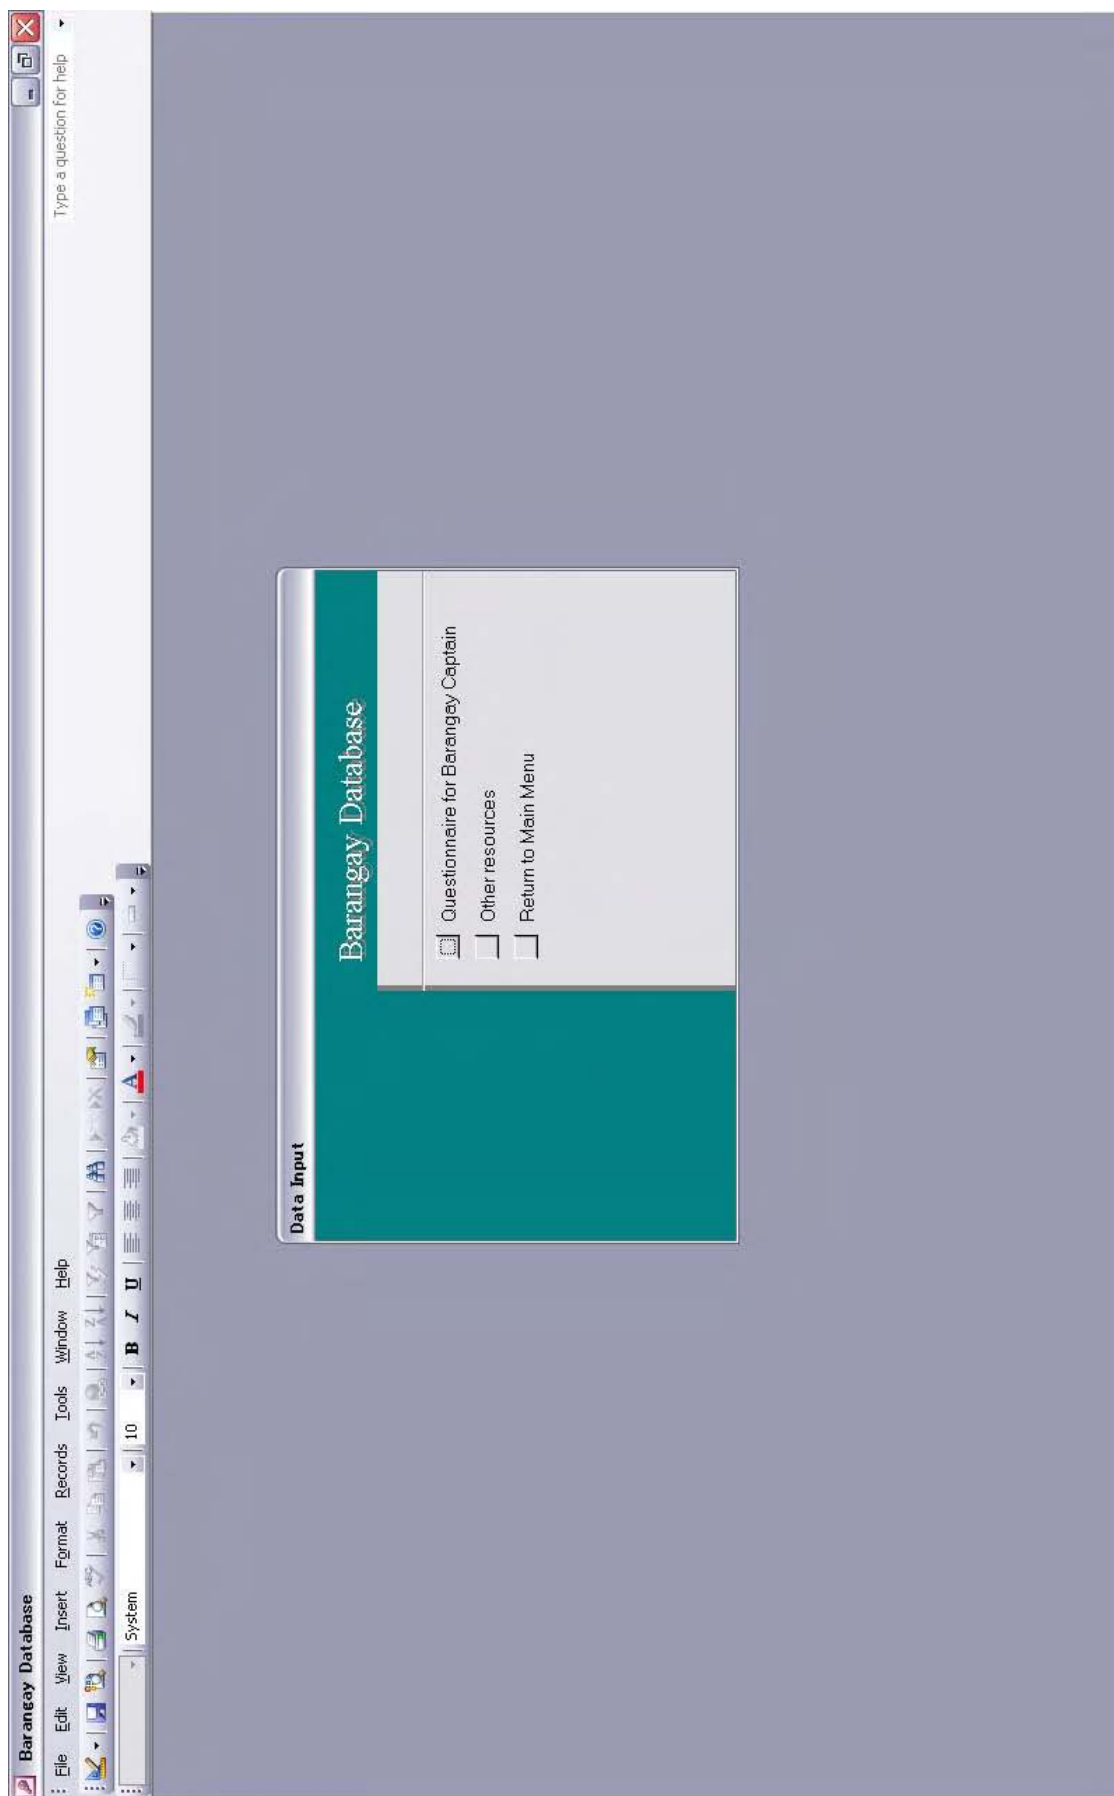 Barangay Database
File Edit View Insert Format Records Tools Window Help Type a question for help
System 10 B I U A
Data Input
Barangay Database
Questionnaire for Barangay Captain
Other resources
Return to Main Menu